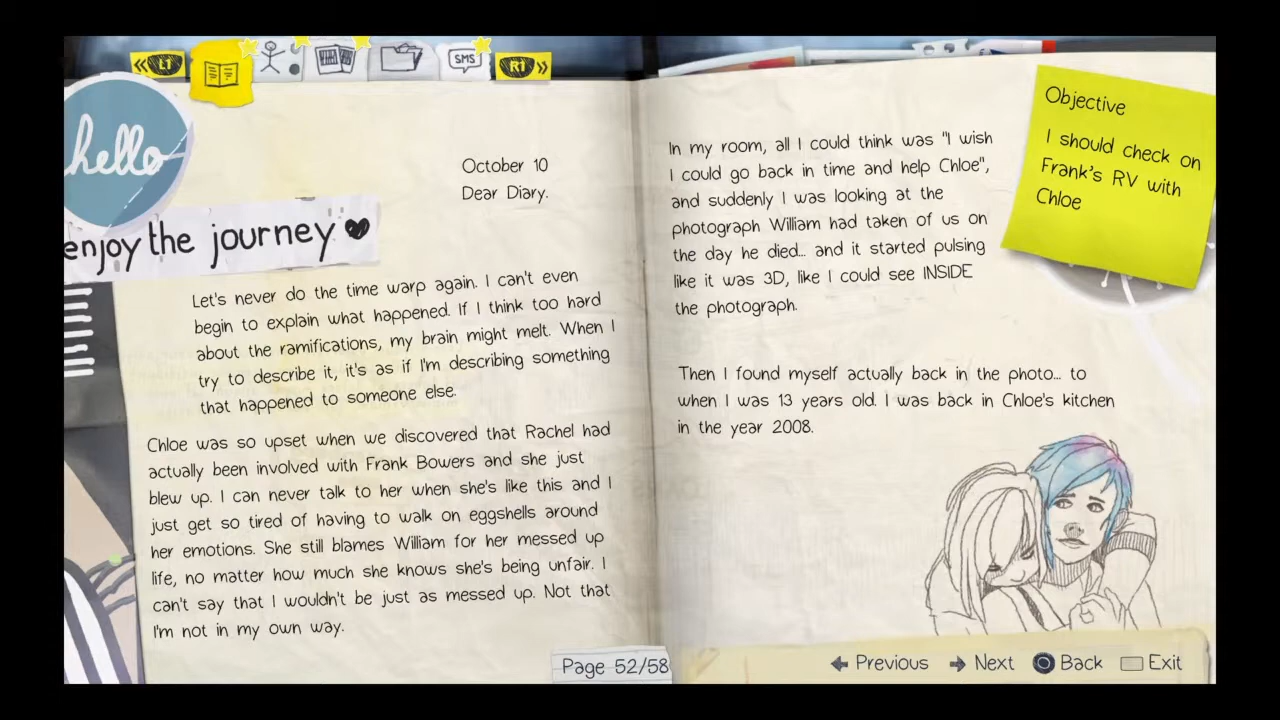 L1
SMS
R1
hello
enjoy the journey
October 10
Dear Diary.
Let's never do the time warp again. I can't even
begin to explain what happened. If I think too hard
about the ramifications, my brain might melt. When I
try to describe it, it's as if I'm describing something
that happened to someone else.
Chloe was so upset when we discovered that Rachel had
actually been involved with Frank Bowers and she just
blew up. I can never talk to her when she's like this and I
just get so tired of having to walk on eggshells around
her emotions. She still blames William for her messed up
life, no matter how much she knows she's being unfair. I
can't say that I wouldn't be just as messed up. Not that
I'm not in my own way.
In my room, all I could think was "I wish
I could go back in time and help Chloe",
and suddenly I was looking at the
photograph William had taken of us on
the day he died... and it started pulsing
like it was 3D, like I could see INSIDE
the photograph.
Then I found myself actually back in the photo... to
when I was 13 years old. I was back in Chloe's kitchen
in the year 2008.
Objective
I should check on
Frank's RV with
Chloe
Page 52/58
Previous
Next
Back
Exit